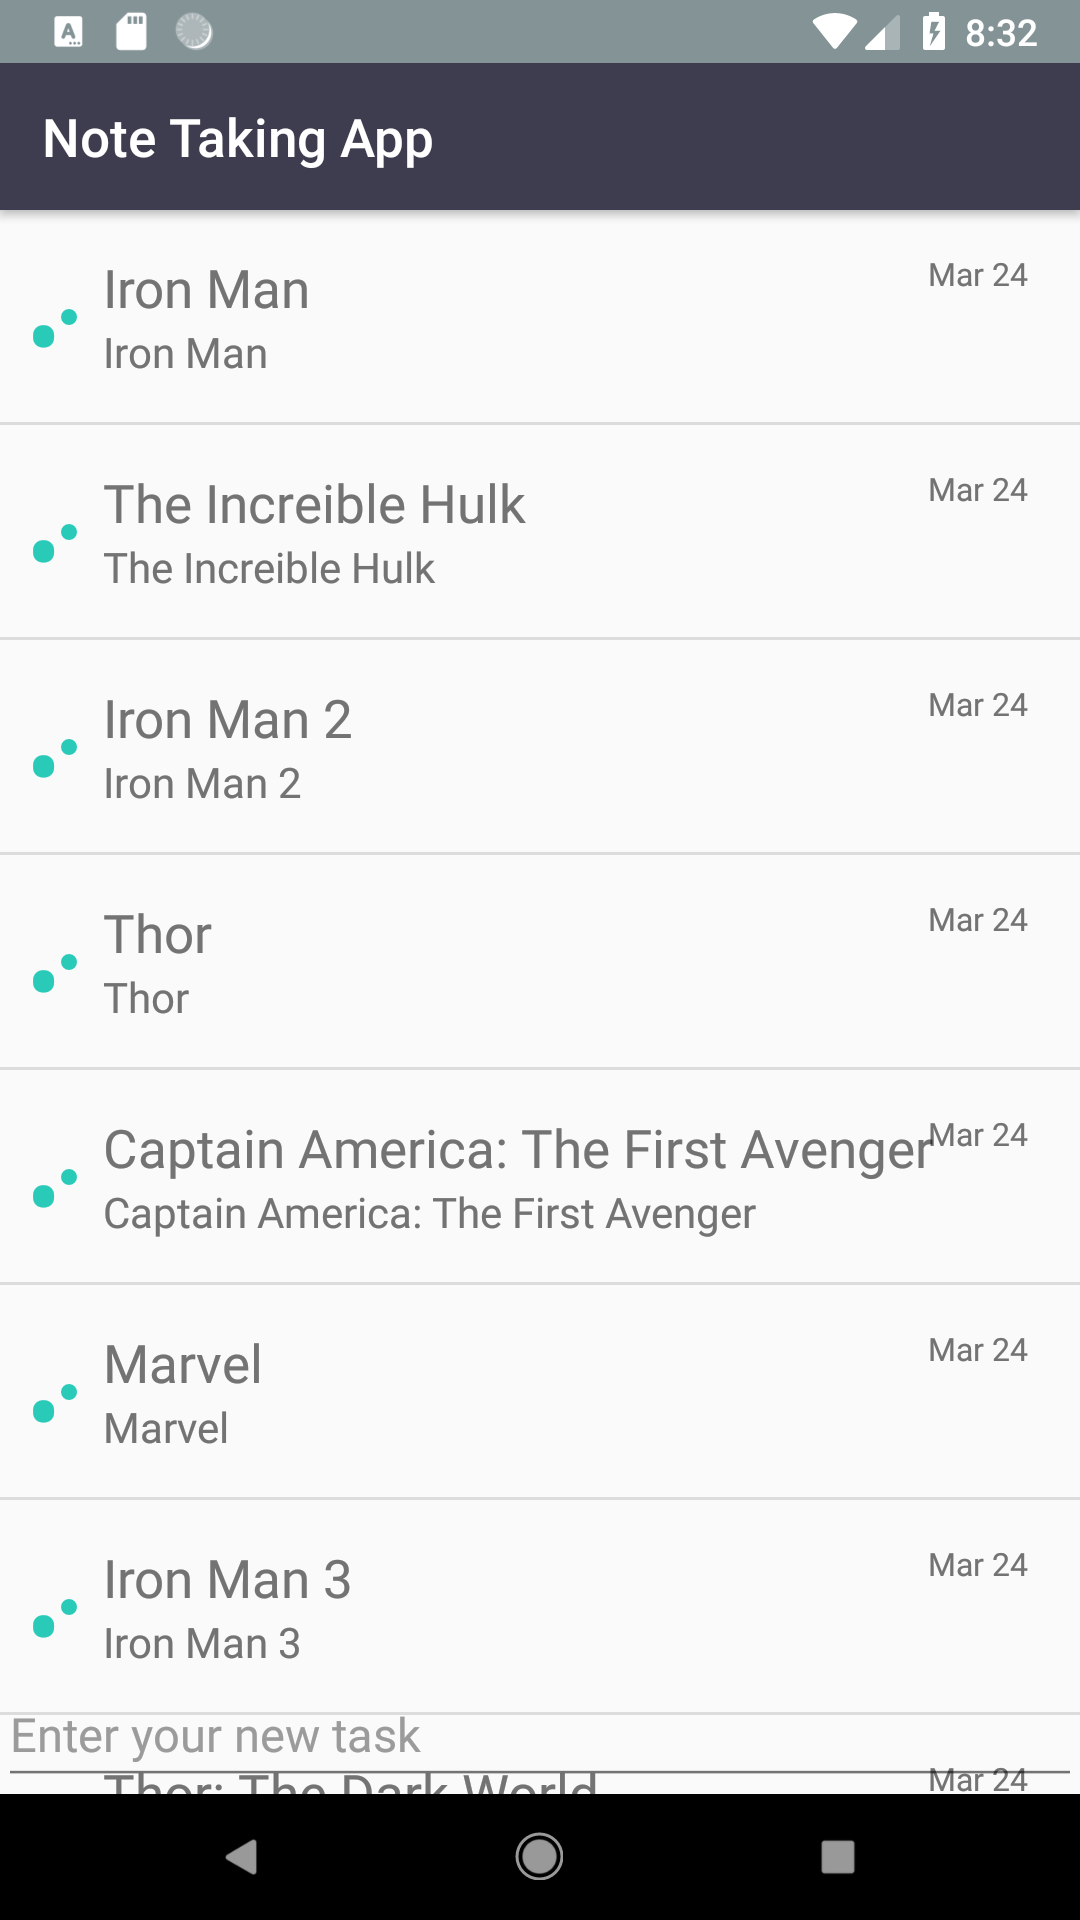 8:32
Note Taking App
Iron Man
Mar 24
Iron Man
The Increible Hulk
Mar 24
The Increible Hulk
Iron Man 2
Mar 24
Iron Man 2
Thor
Mar 24
Thor
Captain America: The First Avenger
Mar 24
Captain America: The First Avenger
Marvel
Mar 24
Marvel
Iron Man 3
Mar 24
Iron Man 3
Enter your new task
Thor: The Dark World
Mar 24